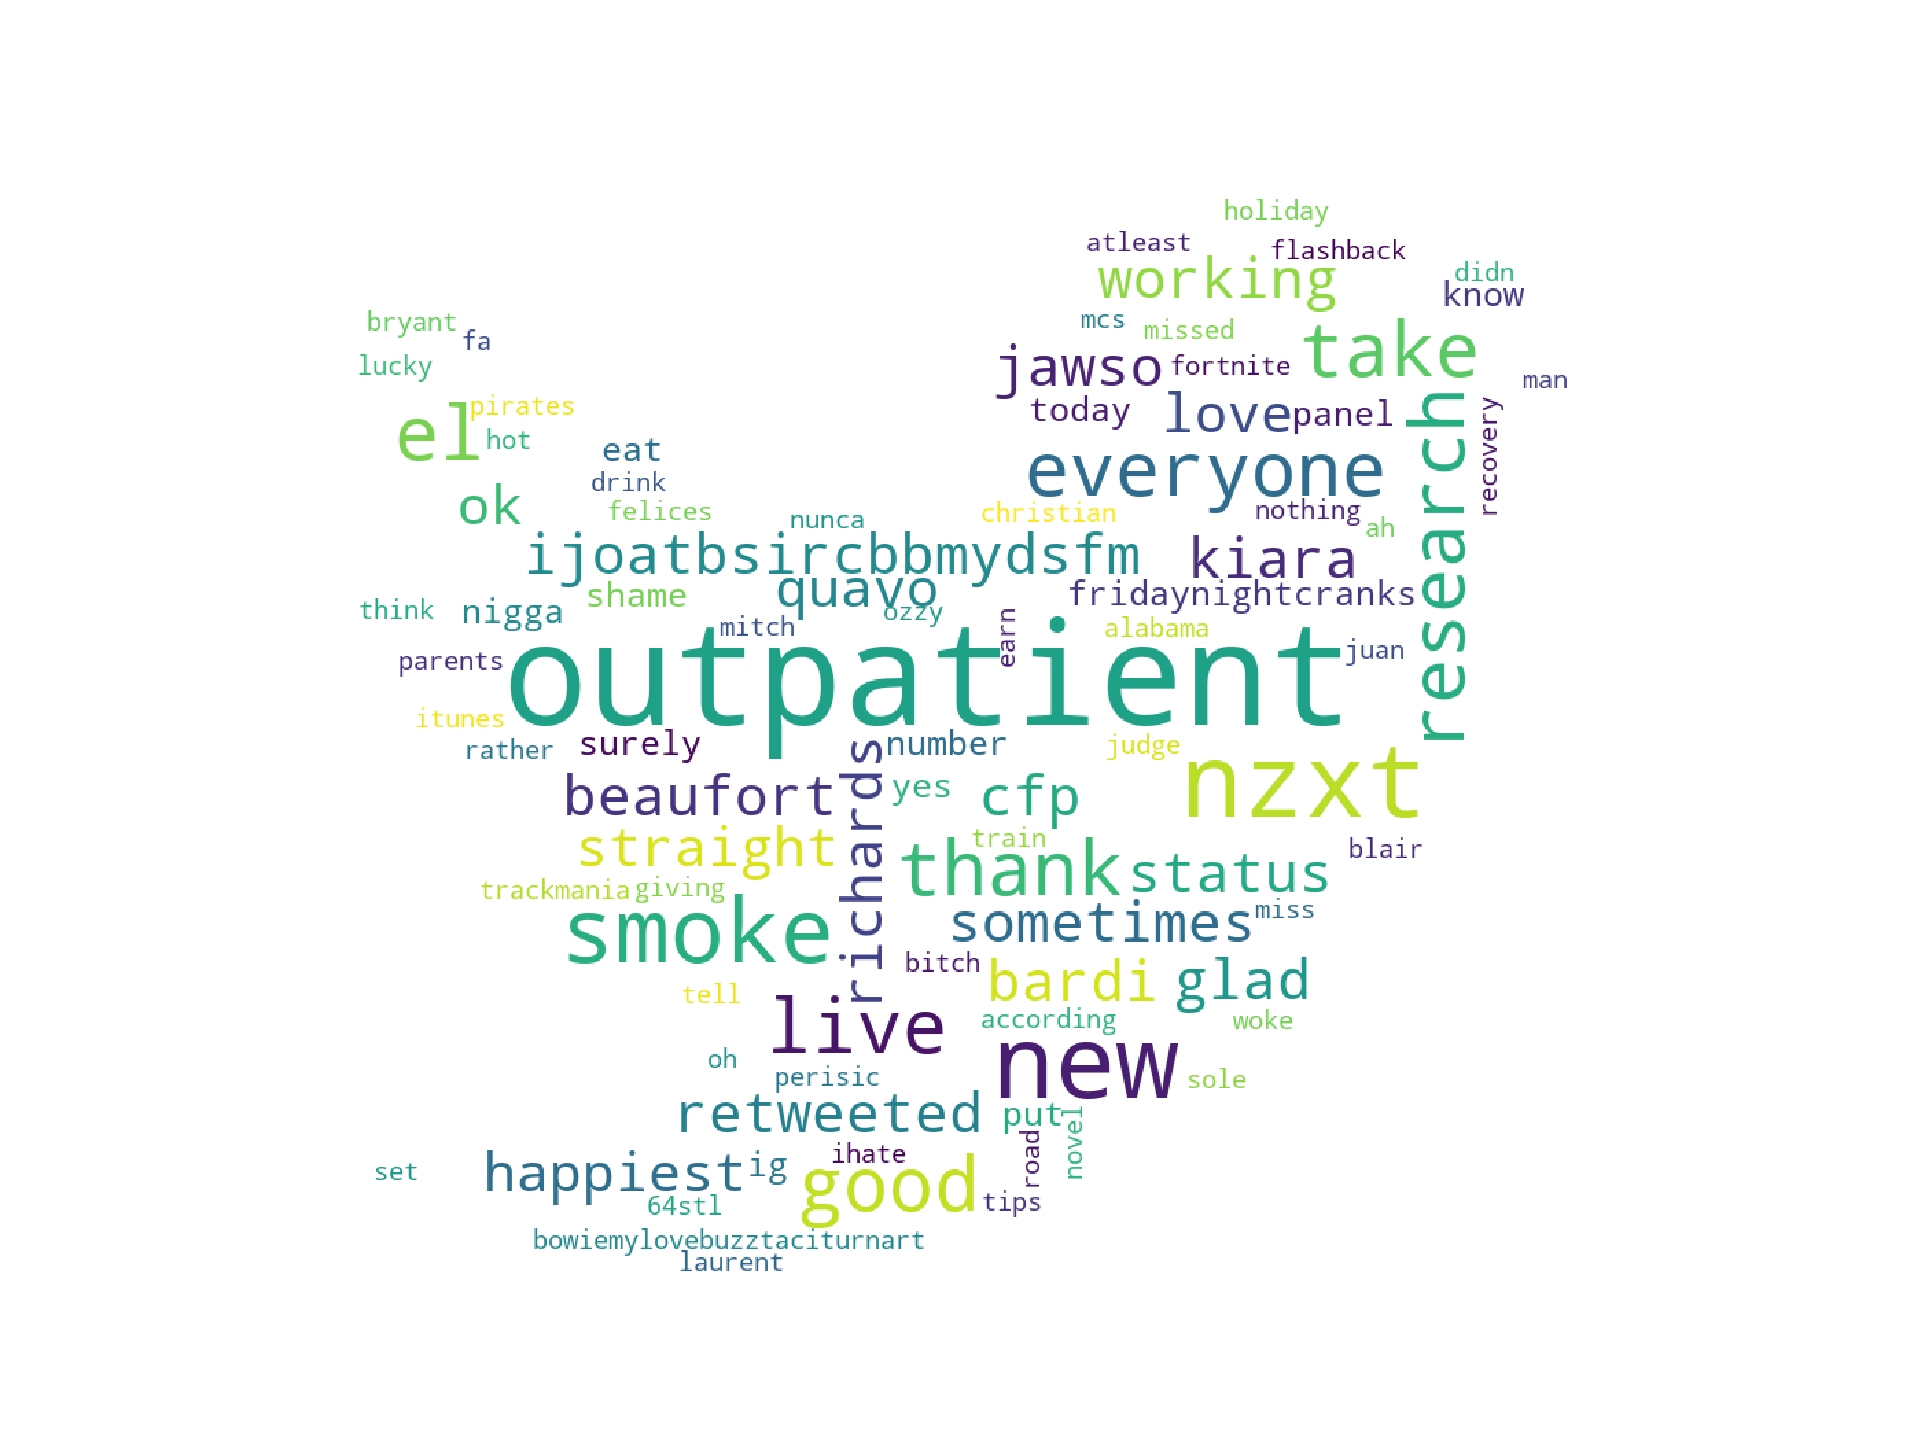 holiday
atleast
flashback
working
didn
know
bryant
fa
mcs
missed
take
lucky
jawso
fortnite
man
pirates
el
hot
today
love
panel
research
recovery
eat
everyone
drink
ok
felices
nunca
christian
nothing
ah
ijoatbsircbbmydsfm
kiara
quavo
shame
fridaynightcranks
think
nigga
ozzy
mitch
earn
alabama
juan
parents
outpatient
itunes
rather
surely
richards
number
judge
nzxt
beaufort
yes
cfp
straight
train
thank
status
blair
trackmania
giving
smoke
sometimes
miss
bitch
bardi
glad
tell
live
according
woke
oh
perisic
new
sole
retweeted
put
novel
road
ihate
set
happiest
ig
good
tips
64stl
bowiemylovebuzztaciturnart
laurent